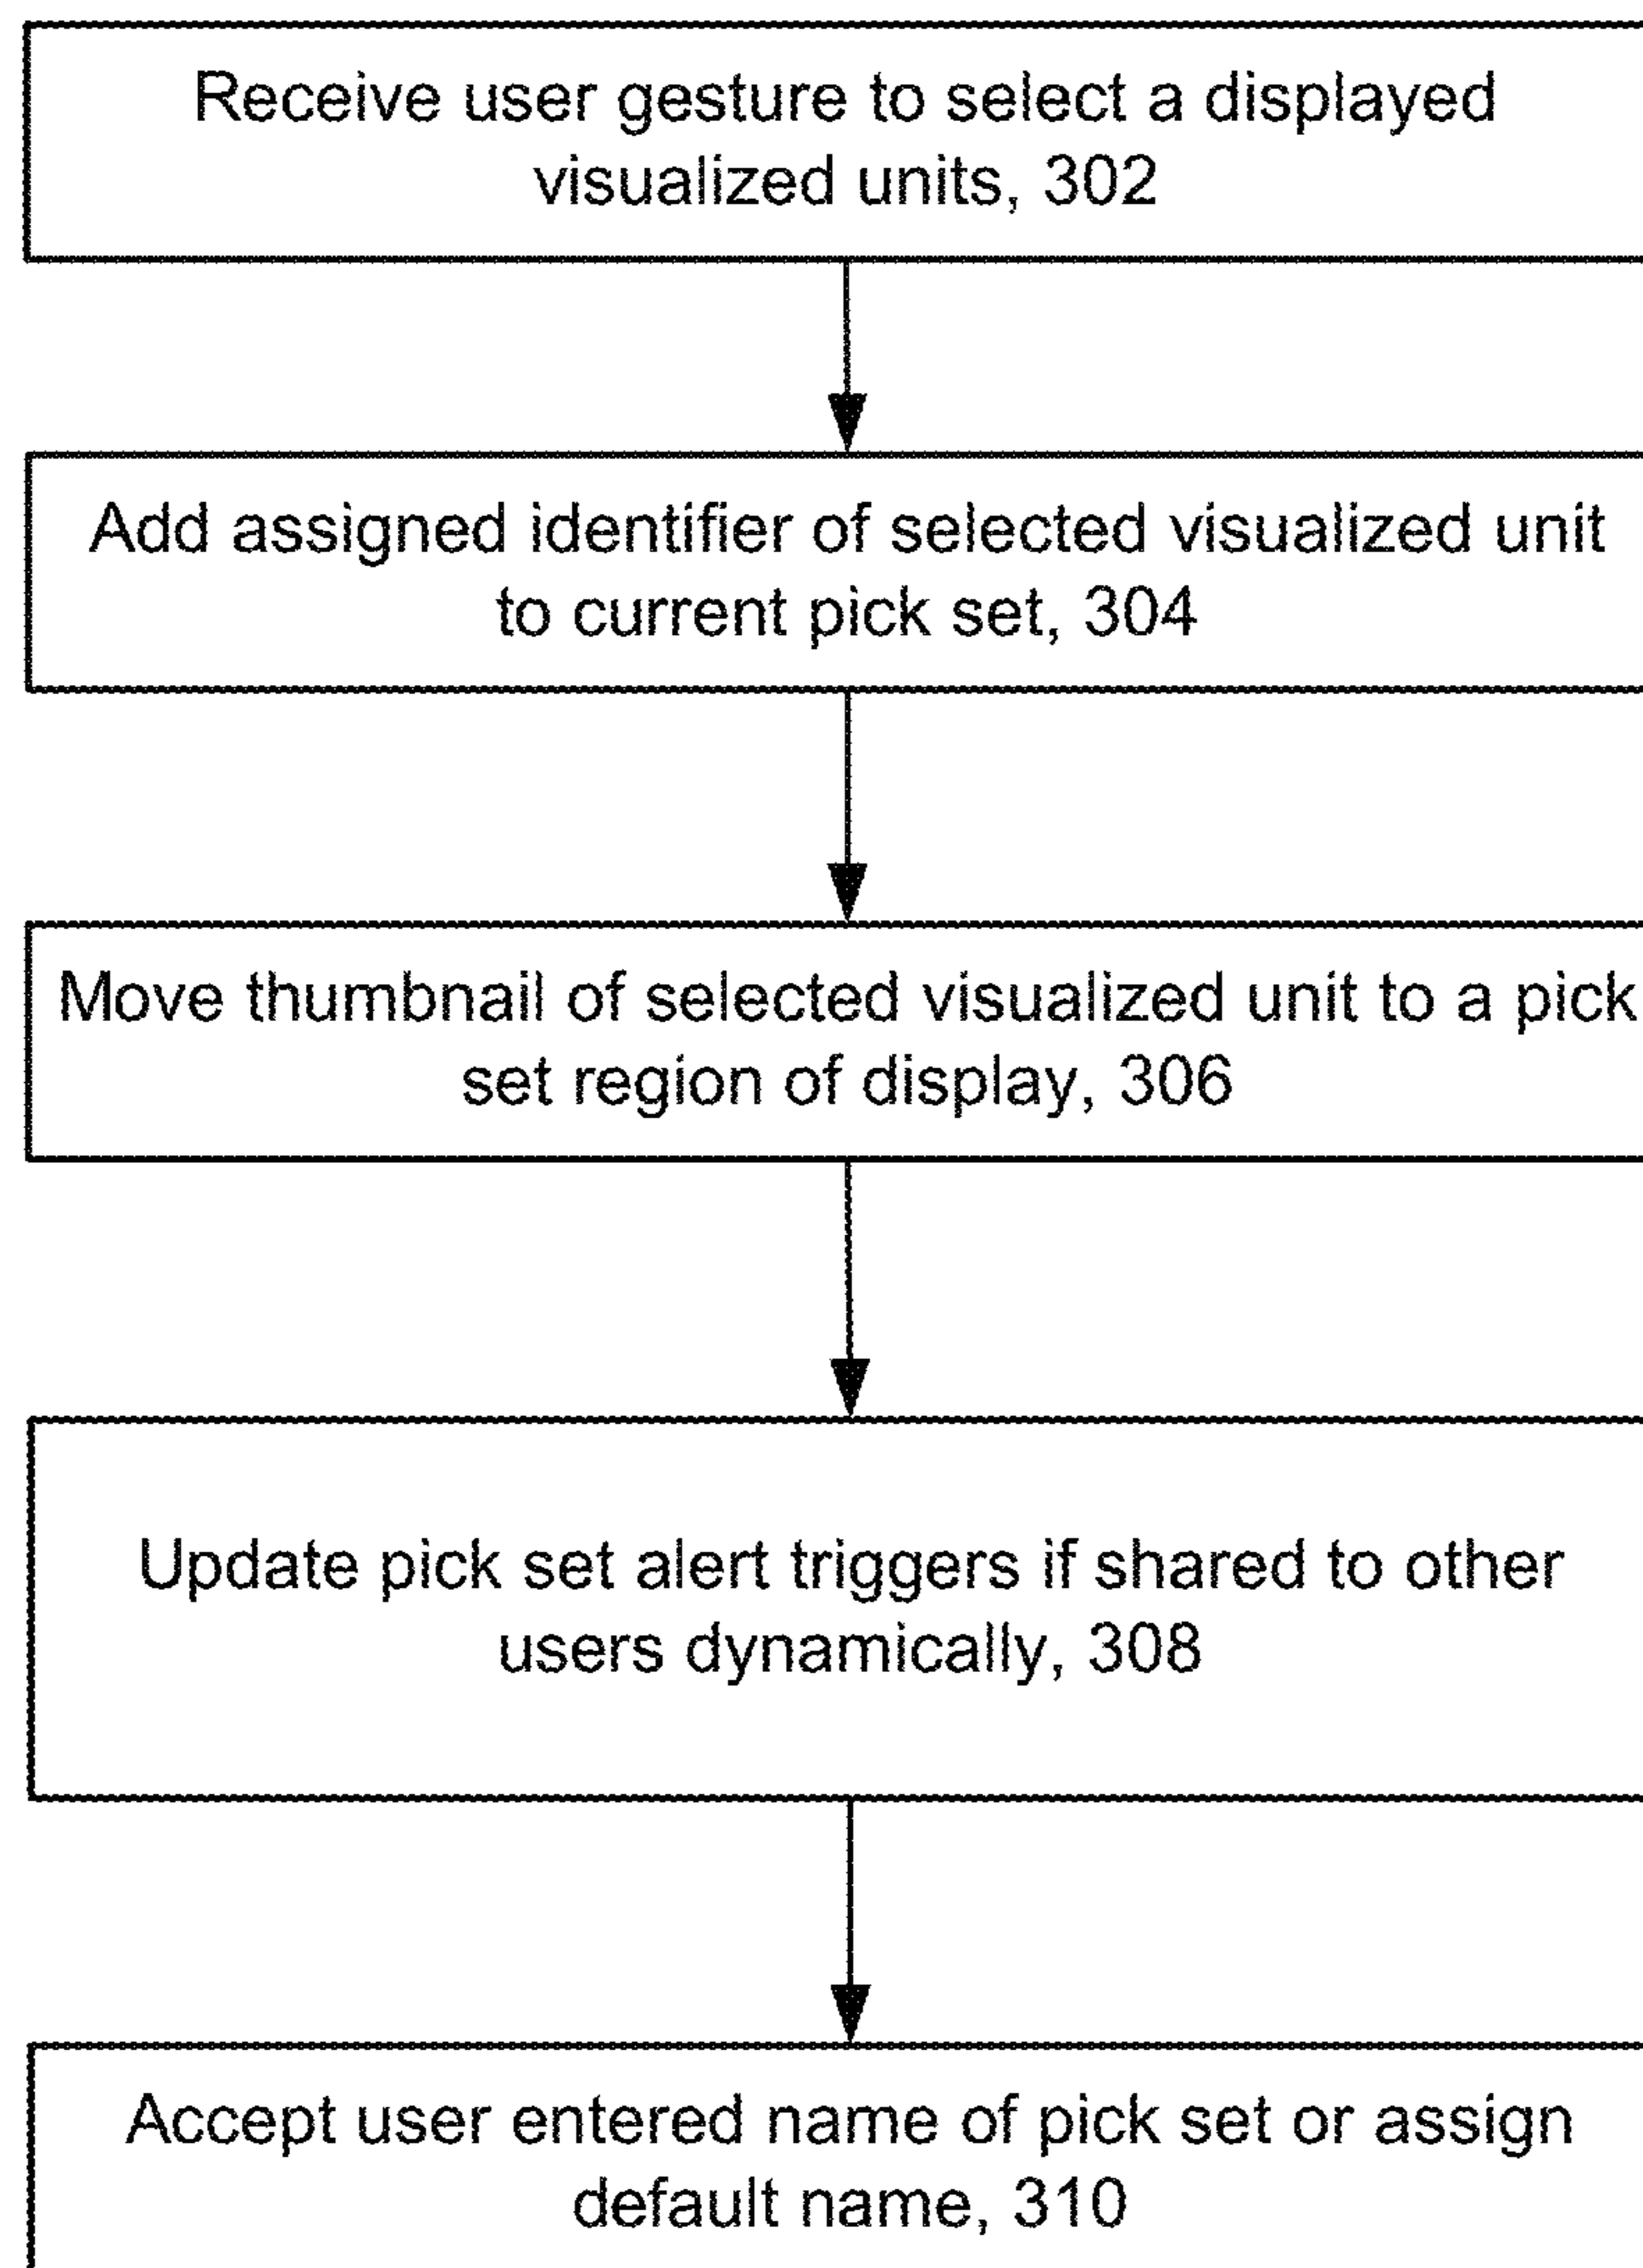 Receive user gesture to select a displayed
visualized units, 302
Add assigned identifier of selected visualized unit
to current pick set, 304
Move thumbnail of selected visualized unit to a pick
set region of display, 306
Update pick set alert triggers if shared to other
users dynamically, 308
Accept user entered name of pick set or assign
default name, 310